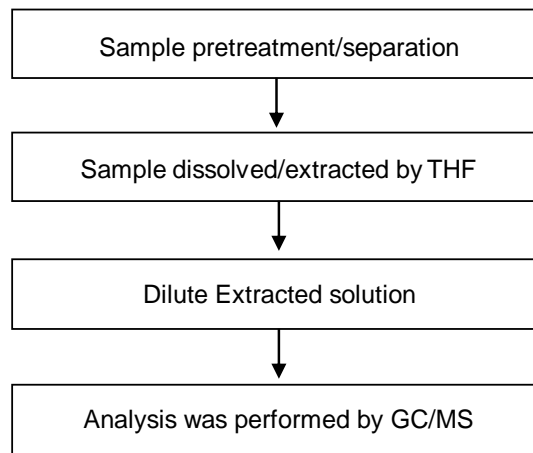 Sample pretreatment/separation
Sample dissolved/extracted by THF
Dilute Extracted solution
Analysis was performed by GC/MS